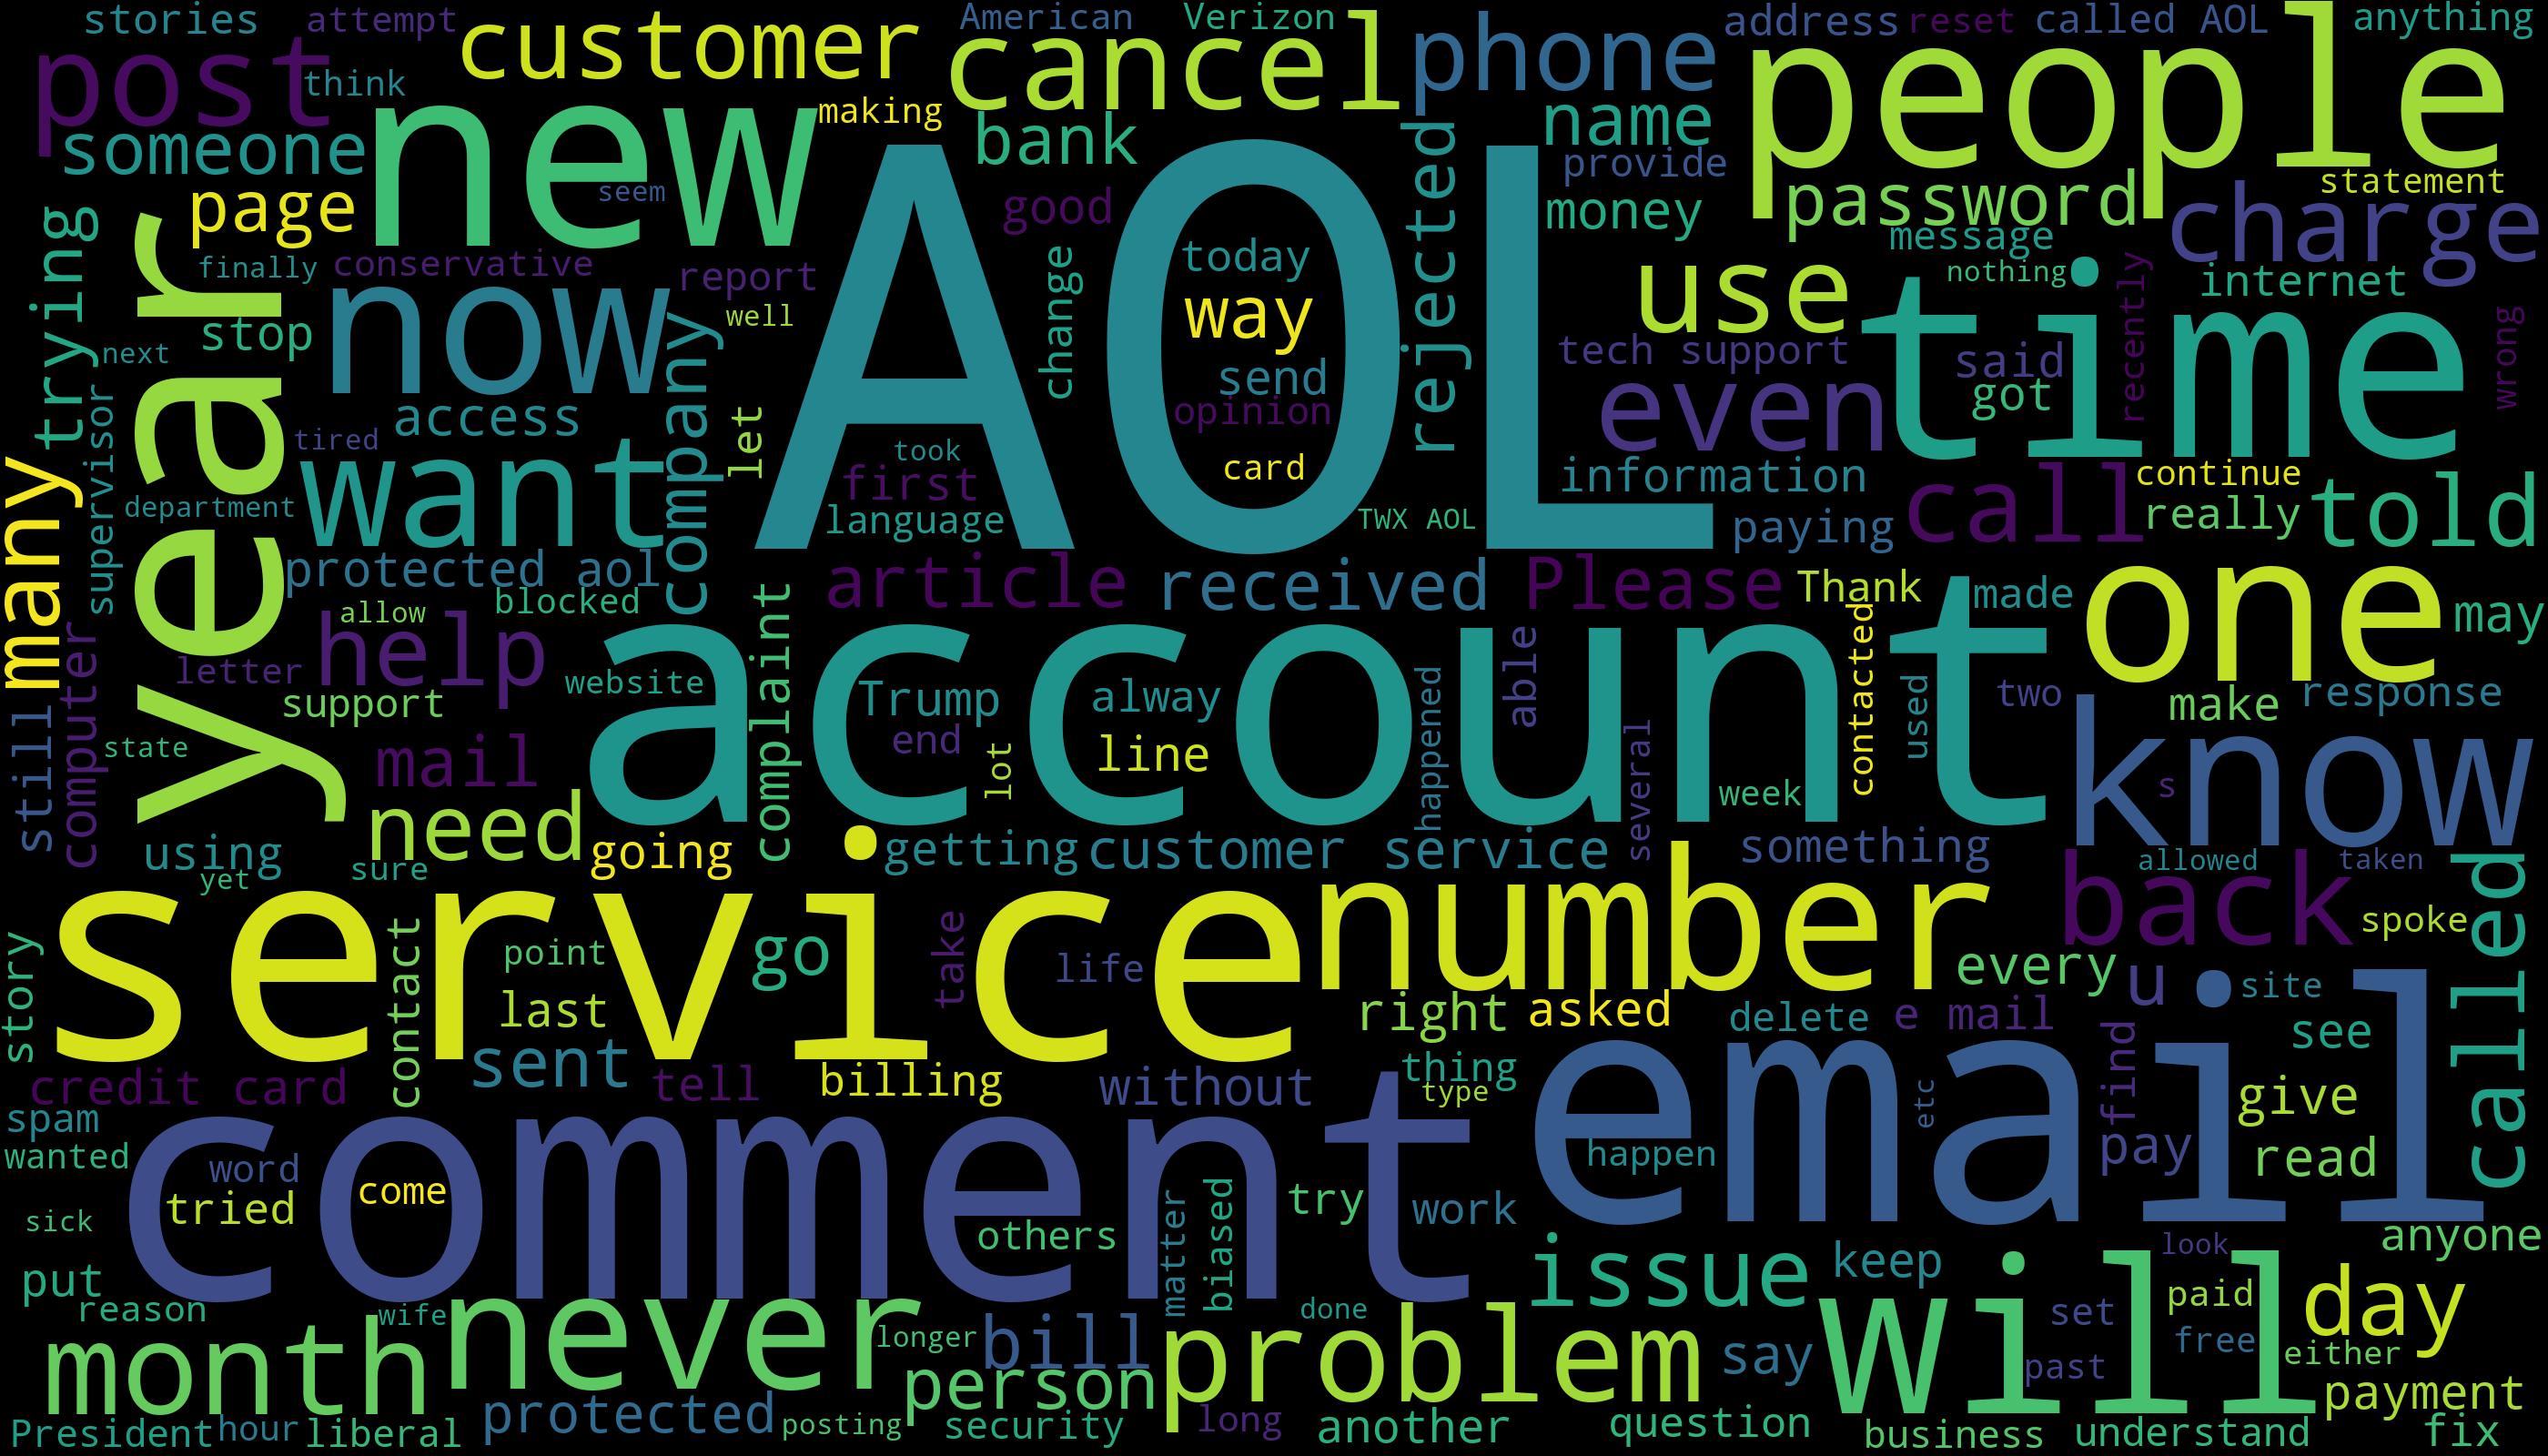 stories
attempt
American
Verizon
address
reset
called AOL
anything
post
customer
cancel
phone
people
think
new
making
bank
name
someone
rejected
provide
page
seem
good
money
password
charge
statement
trying
year
AOL
change
today
use
message
internet
finally
conservative
report
way
time
nothing
recently
wrong
stop
now
well
company
send
tech support
said
next
supervisor
access
let
opinion
even
got
tired
want
took
card
information
call
continue
many
department
first
language
TWX AOL
paying
really
told
protected aol
article
received
Please
Thank
made
one
may
allow
blocked
complaint
account
contacted
computer
letter
help
website
able
used
two
know
response
support
Trump
alway
happened
make
still
state
mail
end
line
lot
several
week
s
need
using
sure
yet
going
getting
customer service
something
allowed
taken
back
called
service
number
spoke
story
contact
point
go
take
life
every
u
site
last
right
asked
delete
e mail
see
sent
thing
find
credit card
tell
billing
without
type
etc
email
give
spam
comment
wanted
word
happen
pay
read
tried
come
matter
biased
try
work
sick
others
look
anyone
put
issue
keep
will
reason
wife
never
done
set
paid
day
month
longer
bill
problem
say
past
free
either
person
payment
President
hour
liberal
protected
posting
security
long
another
question
business
understand
fix